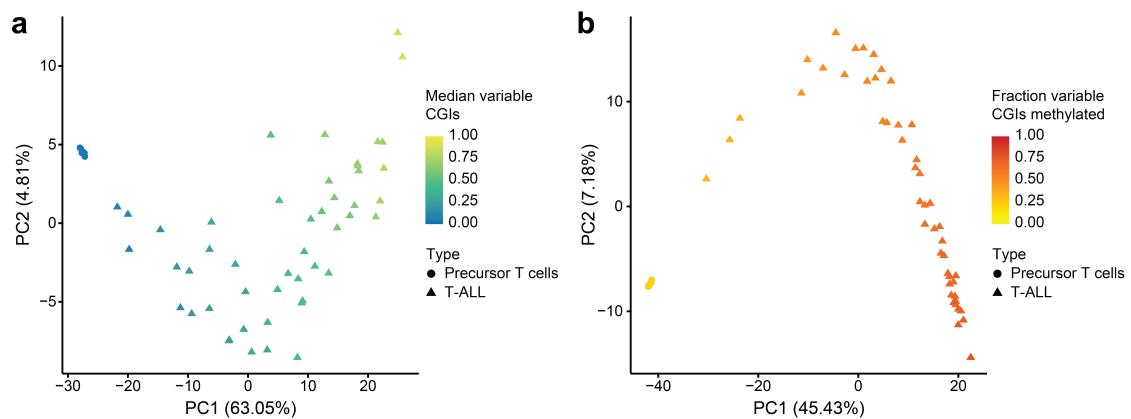 a
10
5
0
−5
−30
−20
−10
0
10
20
PC1 (63.05%)
PC2 (4.81%)
Median variable
CGIs
1.00
0.75
0.50
0.25
0.00
Type
Precursor T cells
T-ALL
b
10
0
−10
−40
−20
0
20
PC1 (45.43%)
PC2 (7.18%)
Fraction variable
CGIs methylated
1.00
0.75
0.50
0.25
0.00
Type
Precursor T cells
T-ALL